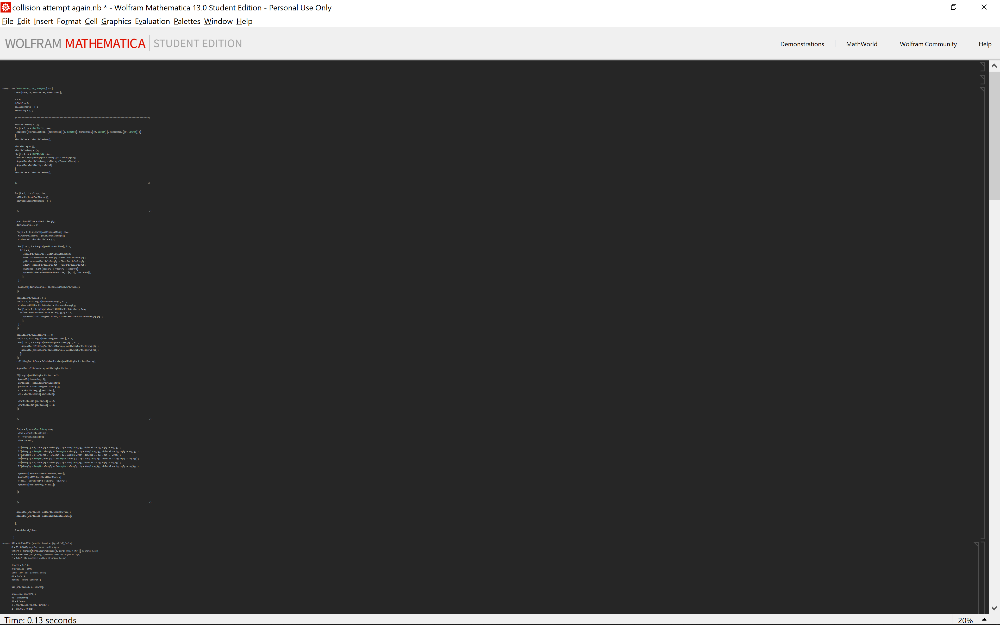 collision attempt again.nb * - Wolfram Mathematica 13.0 Student Edition - Personal Use Only
File Edit Insert Format Cell Graphics Evaluation Palettes Window Help
WOLFRAM MATHEMATICA STUDENT EDITION
Demonstrations MathWorld Wolfram Community Help
Sim[nParticles_, m_, Length_] := {
Clear[xPos, v, xParticles, vParticles];
F = 0;
dpTotal = 0;
collisiondata = {};
isrunning = {};
xParticlesLoop = {};
For[n = 1, n ≤ nParticles, n++,
AppendTo[xParticlesLoop, {RandomReal[{0, Length}], RandomReal[{0, Length}], RandomReal[{0, Length}]}];
];
xParticles = {xParticlesLoop};
vTotalArray = {};
vParticlesLoop = {};
For[n = 1, n ≤ nParticles, n++,
vTotal = Sqrt[vAdd〚1〛^2 + vAdd〚2〛^2 + vAdd〚3〛^2];
AppendTo[vParticlesLoop, {vTherm, vTherm, vTherm}];
AppendTo[vTotalArray, vTotal]
];
vParticles = {vParticlesLoop};
For[i = 1, i ≤ nSteps, i++,
allParticlesAtOneTime = {};
allVelocitiesAtOneTime = {};
positionsAtTime = xParticles〚i〛;
distanceArray = {};
For[k = 1, k ≤ Length[positionsAtTime], k++,
firstParticlePos = positionsAtTime〚k〛;
distanceWithEachParticle = {};
For[l = 1, l ≤ Length[positionsAtTime], l++,
If[l ≠ k,
secondParticlePos = positionsAtTime〚l〛;
xdist = secondParticlePos〚1〛 - firstParticlePos〚1〛;
ydist = secondParticlePos〚2〛 - firstParticlePos〚2〛;
zdist = secondParticlePos〚3〛 - firstParticlePos〚3〛;
distance = Sqrt[xdist^2 + ydist^2 + zdist^2];
AppendTo[distanceWithEachParticle, {{k, l}, distance}];
];
];
AppendTo[distanceArray, distanceWithEachParticle];
];
collidingParticles = {};
For[k = 1, k ≤ Length[distanceArray], k++,
distancesWithParticleCenter = distanceArray〚k〛;
For[l = 1, l ≤ Length[distancesWithParticleCenter], l++,
If[distancesWithParticleCenter〚l〛〚2〛 ≤ 2 r,
AppendTo[collidingParticles, distancesWithParticleCenter〚l〛〚1〛];
];
];
];
collidingParticles1Darray = {};
For[k = 1, k ≤ Length[collidingParticles], k++,
For[l = 1, l ≤ Length[collidingParticles〚k〛], l++,
AppendTo[collidingParticles1Darray, collidingParticles〚k〛〚l〛];
AppendTo[collidingParticles1Darray, collidingParticles〚k〛〚l〛];
];
];
collidingParticles = DeleteDuplicates[collidingParticles1Darray];
AppendTo[collisiondata, collidingParticles];
If[Length[collidingParticles] == 2,
AppendTo[isrunning, 1];
particle1 = collidingParticles〚1〛;
particle2 = collidingParticles〚2〛;
v1 = vParticles〚i〛〚particle1〛;
v2 = vParticles〚i〛〚particle2〛;
vParticles〚i〛〚particle1〛 = v2;
vParticles〚i〛〚particle2〛 = v1;
];
For[n = 1, n ≤ nParticles, n++,
xPos = xParticles〚i〛〚n〛;
v = vParticles〚i〛〚n〛;
xPos += v dt;
If[xPos〚1〛 < 0, xPos〚1〛 = -xPos〚1〛; dp = Abs[2 m v〚1〛]; dpTotal += dp; v〚1〛 = -v〚1〛;];
If[xPos〚1〛 > Length, xPos〚1〛 = 2*Length - xPos〚1〛; dp = Abs[2 m v〚1〛]; dpTotal += dp; v〚1〛 = -v〚1〛;];
If[xPos〚2〛 < 0, xPos〚2〛 = -xPos〚2〛; dp = Abs[2 m v〚2〛]; dpTotal += dp; v〚2〛 = -v〚2〛;];
If[xPos〚2〛 > Length, xPos〚2〛 = 2*Length - xPos〚2〛; dp = Abs[2 m v〚2〛]; dpTotal += dp; v〚2〛 = -v〚2〛;];
If[xPos〚3〛 < 0, xPos〚3〛 = -xPos〚3〛; dp = Abs[2 m v〚3〛]; dpTotal += dp; v〚3〛 = -v〚3〛;];
If[xPos〚3〛 > Length, xPos〚3〛 = 2*Length - xPos〚3〛; dp = Abs[2 m v〚3〛]; dpTotal += dp; v〚3〛 = -v〚3〛;];
AppendTo[allParticlesAtOneTime, xPos];
AppendTo[allVelocitiesAtOneTime, v];
vTotal = Sqrt[v〚1〛^2 + v〚2〛^2 + v〚3〛^2];
AppendTo[vTotalArray, vTotal];
];
AppendTo[xParticles, allParticlesAtOneTime];
AppendTo[vParticles, allVelocitiesAtOneTime];
];
F += dpTotal/time;
}
RT1 = 8.314*273; (*units J/mol = (kg m2/s2)/mol*)
M = 39.9/1000; (*molar mass: units kg*)
vTherm := Random[NormalDistribution[0, Sqrt[(RT1)/(M)]]] (*units m/s*)
m = 6.6335209*(10^(-26)); (*atomic mass of Argon in kg*)
r = 9.8*^-11; (*atomic radius of Argon in m*)
length = 1*^-8;
nParticles = 100;
time = 2*^-11; (*units sec*)
dt = 2*^-13;
nSteps = Round[time/dt];
Sim[nParticles, m, length];
area = 6*(length^2);
V1 = length^3;
P1 = F/area;
n = nParticles/(6.02*(10^23));
Z = (P1 V1)/(n RT1);
Time: 0.13 seconds
20%